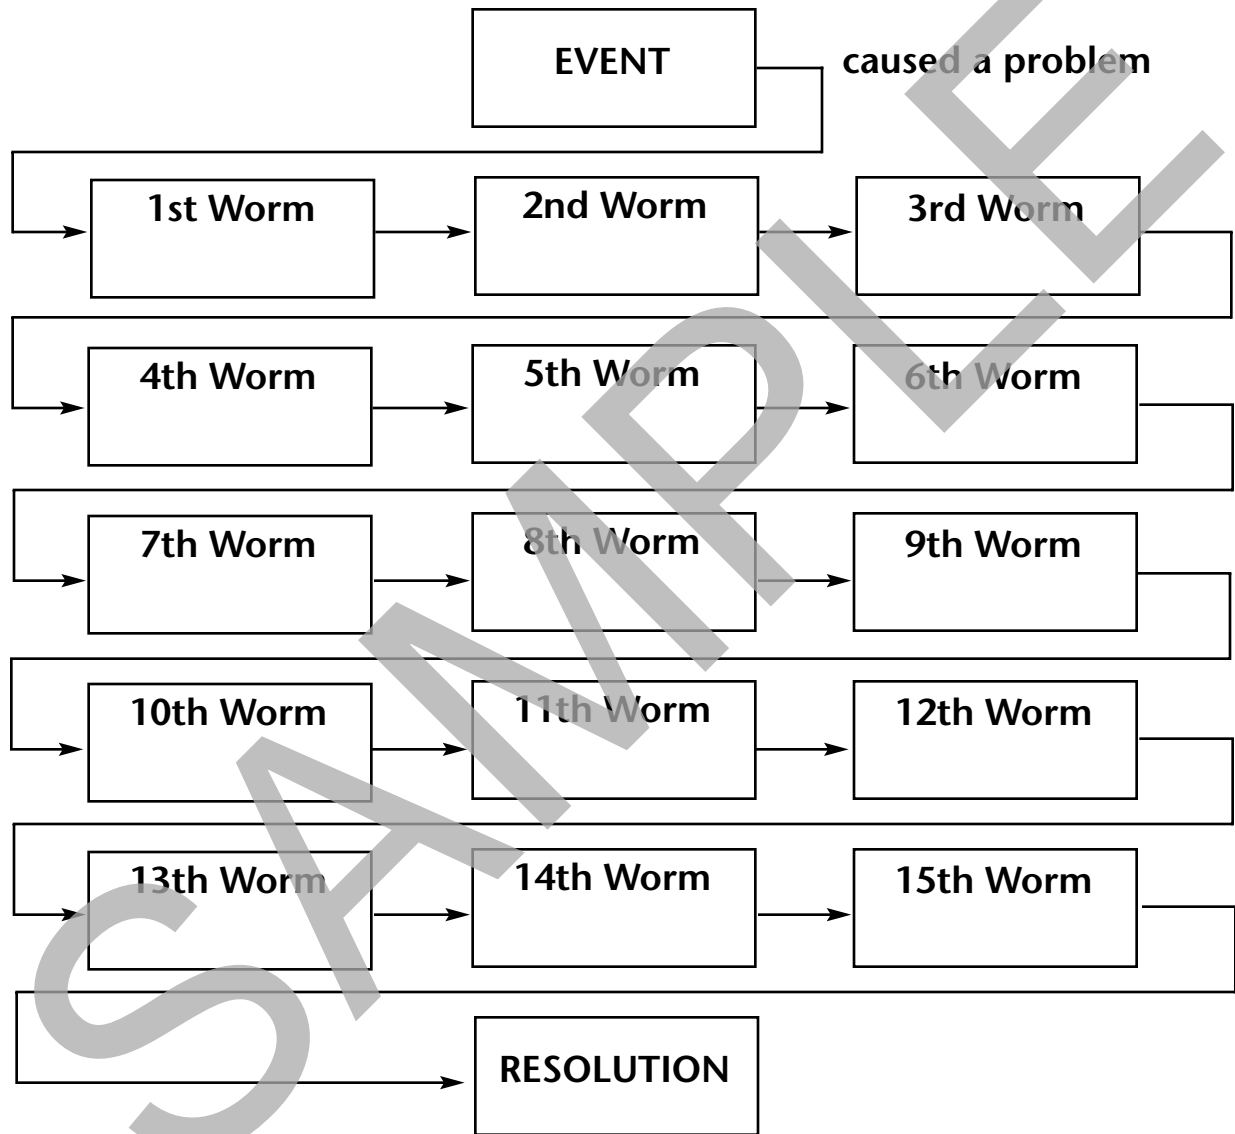 EVENT
caused a problem
1st Worm
2nd Worm
3rd Worm
4th Worm
5th Worm
6th Worm
7th Worm
8th Worm
9th Worm
10th Worm
11th Worm
12th Worm
13th Worm
14th Worm
15th Worm
RESOLUTION
SAMPLE